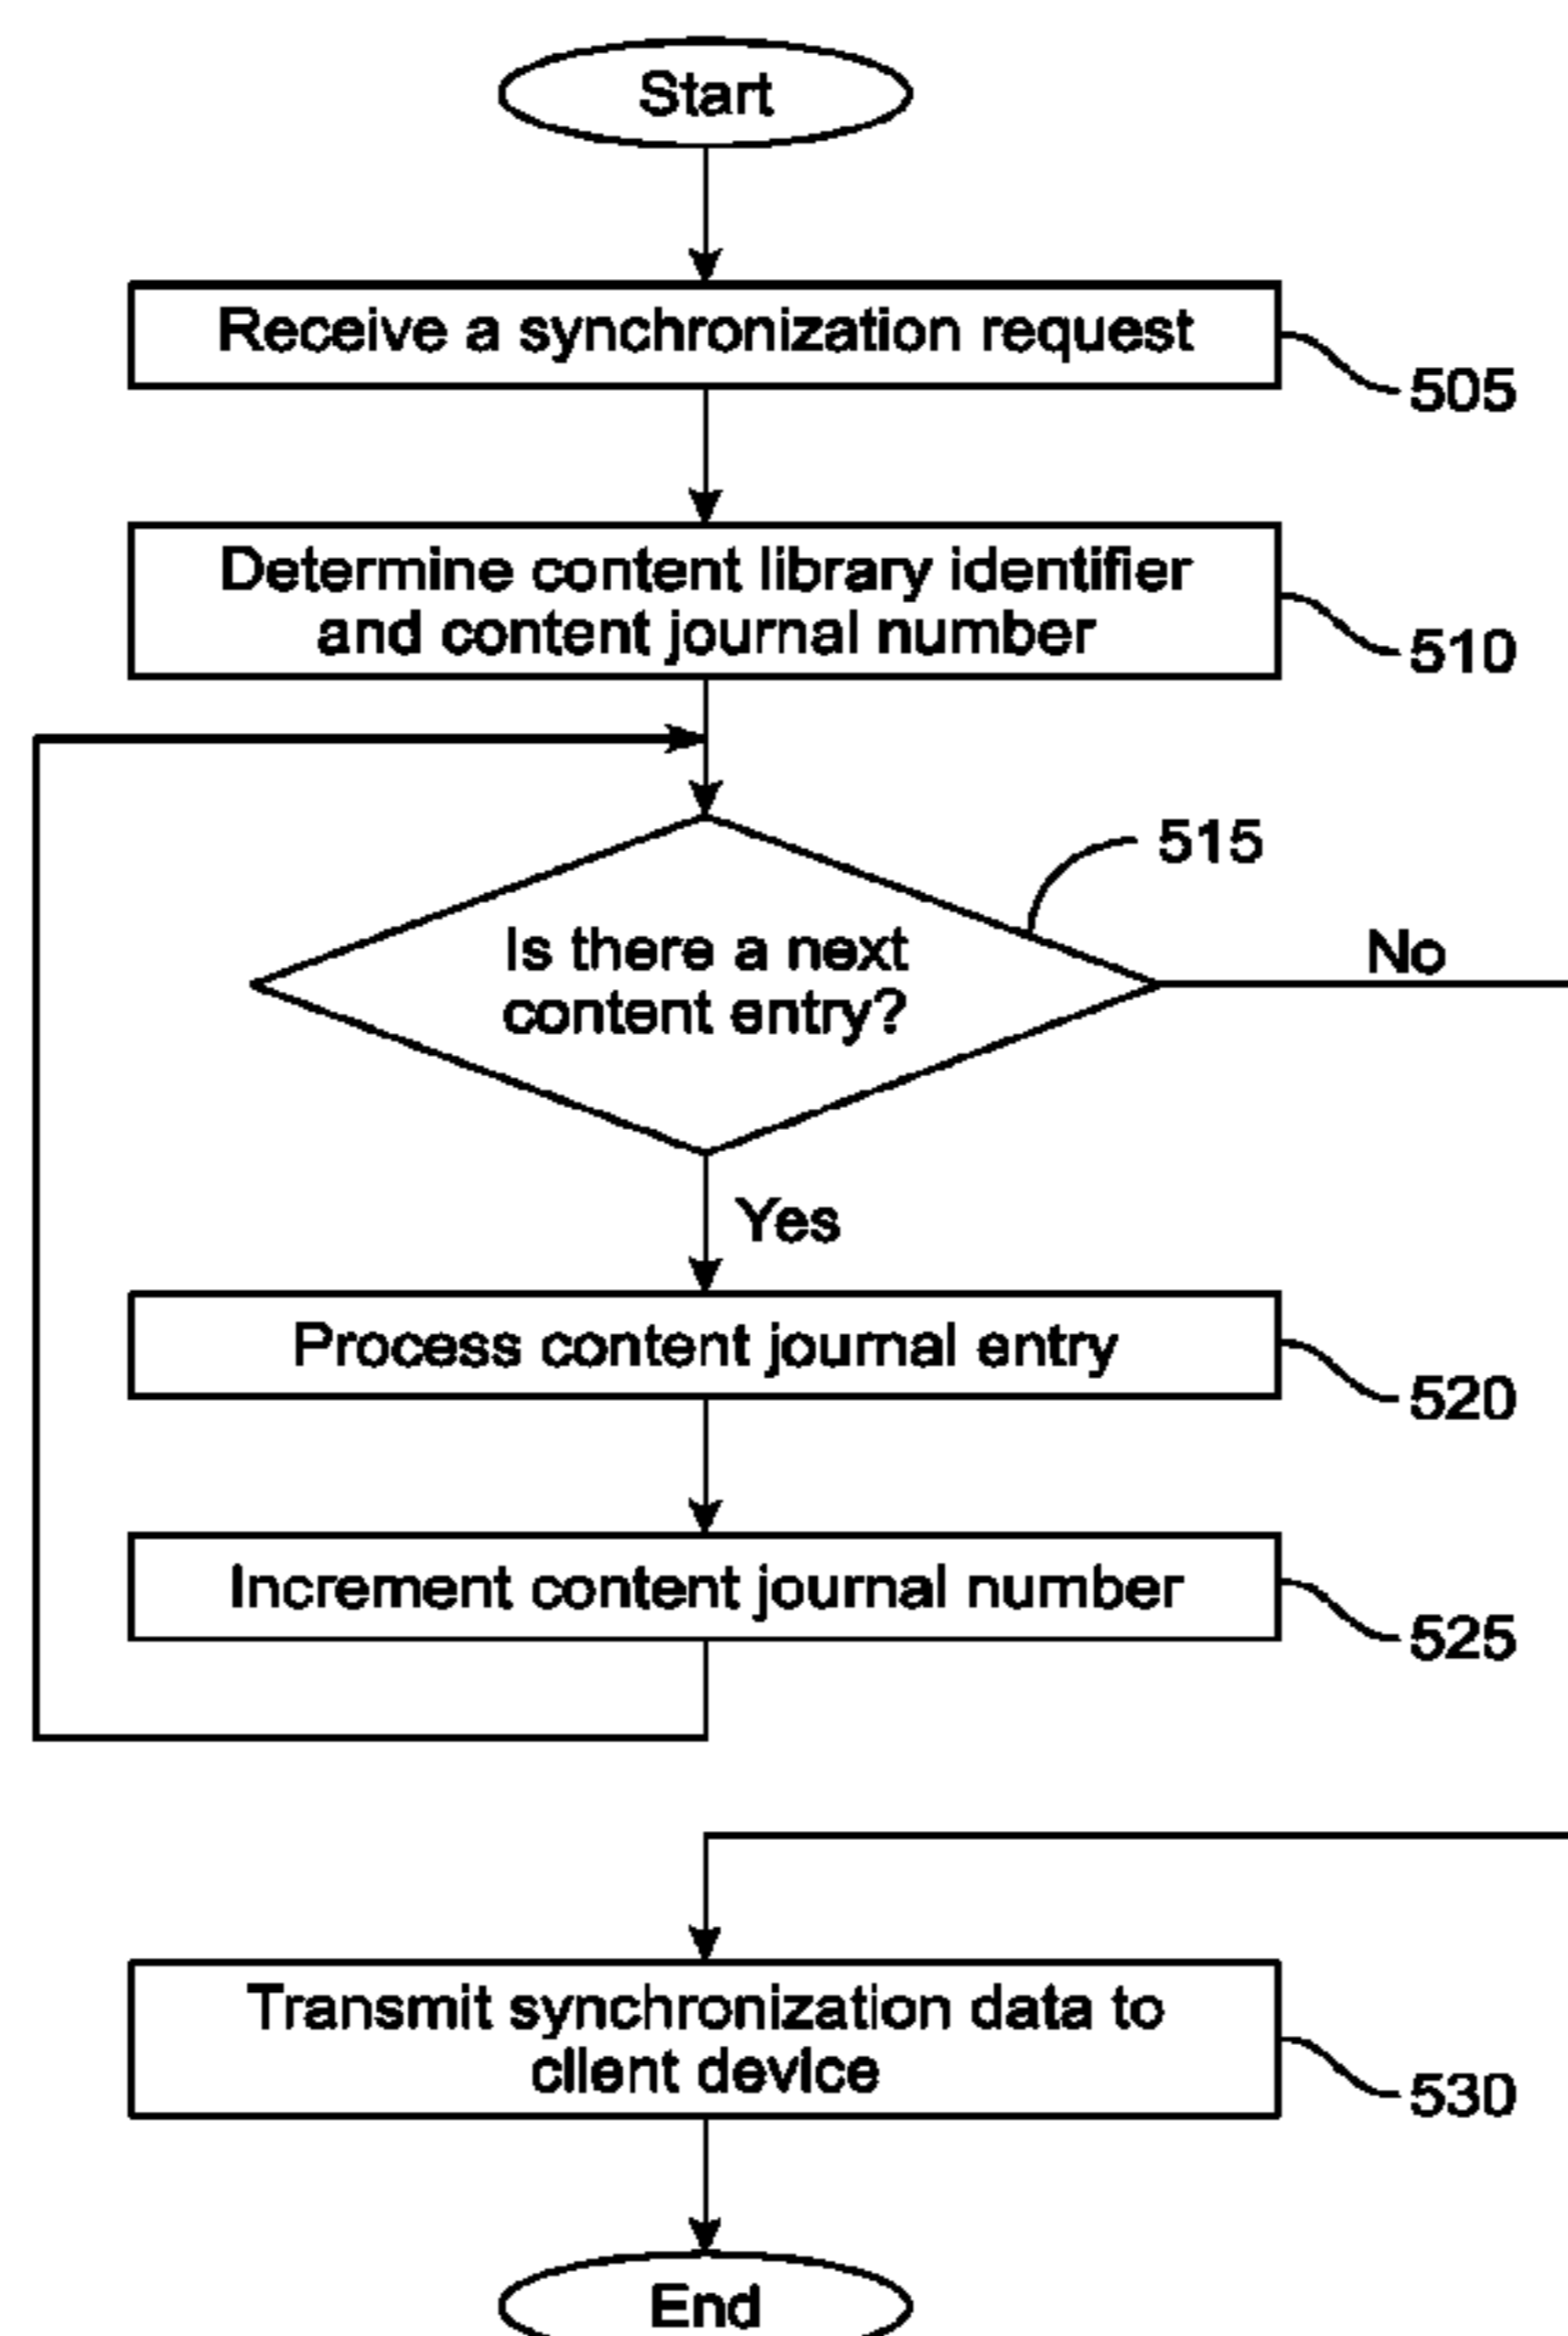 Start
Receive a synchronization request
505
Determine content library identifier
and content journal number
510
515
Is there a next
content entry?
No
Yes
Process content journal entry
520
Increment content journal number
525
Transmit synchronization data to
client device
530
End